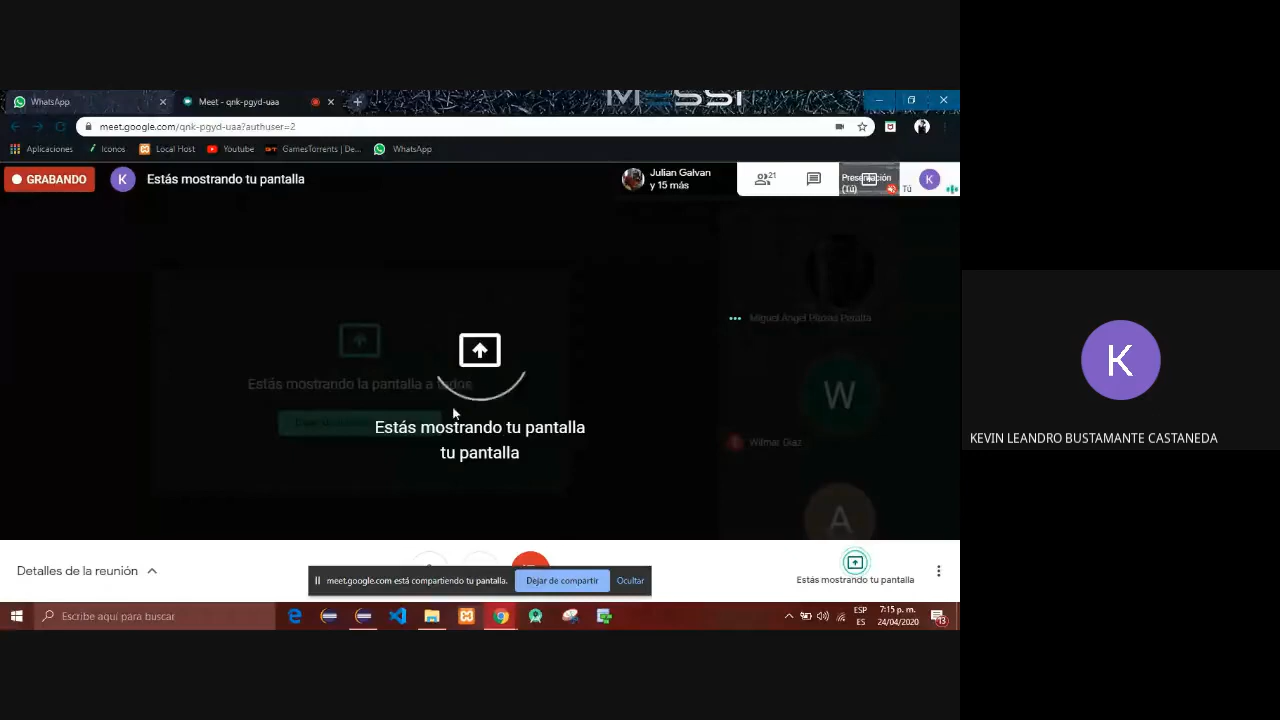 MESSI
WhatsApp
Meet - qnk-pgyd-uaa
meet.google.com/qnk-pgyd-uaa?authuser=2
Aplicaciones
Iconos
Local Host
Youtube
GamesTorrents | De...
WhatsApp
GRABANDO
K
Estás mostrando tu pantalla
Julian Galvan
y 15 más
21
Presentación
(Tú)
Tú
K
Estás mostrando la pantalla a todos
Estás mostrando tu pantalla
tu pantalla
W
Wilmar Diaz
A
K
KEVIN LEANDRO BUSTAMANTE CASTANEDA
Detalles de la reunión
meet.google.com está compartiendo tu pantalla.
Dejar de compartir
Ocultar
Estás mostrando tu pantalla
Escribe aquí para buscar
ESP
ES
7:15 p. m.
24/04/2020
13